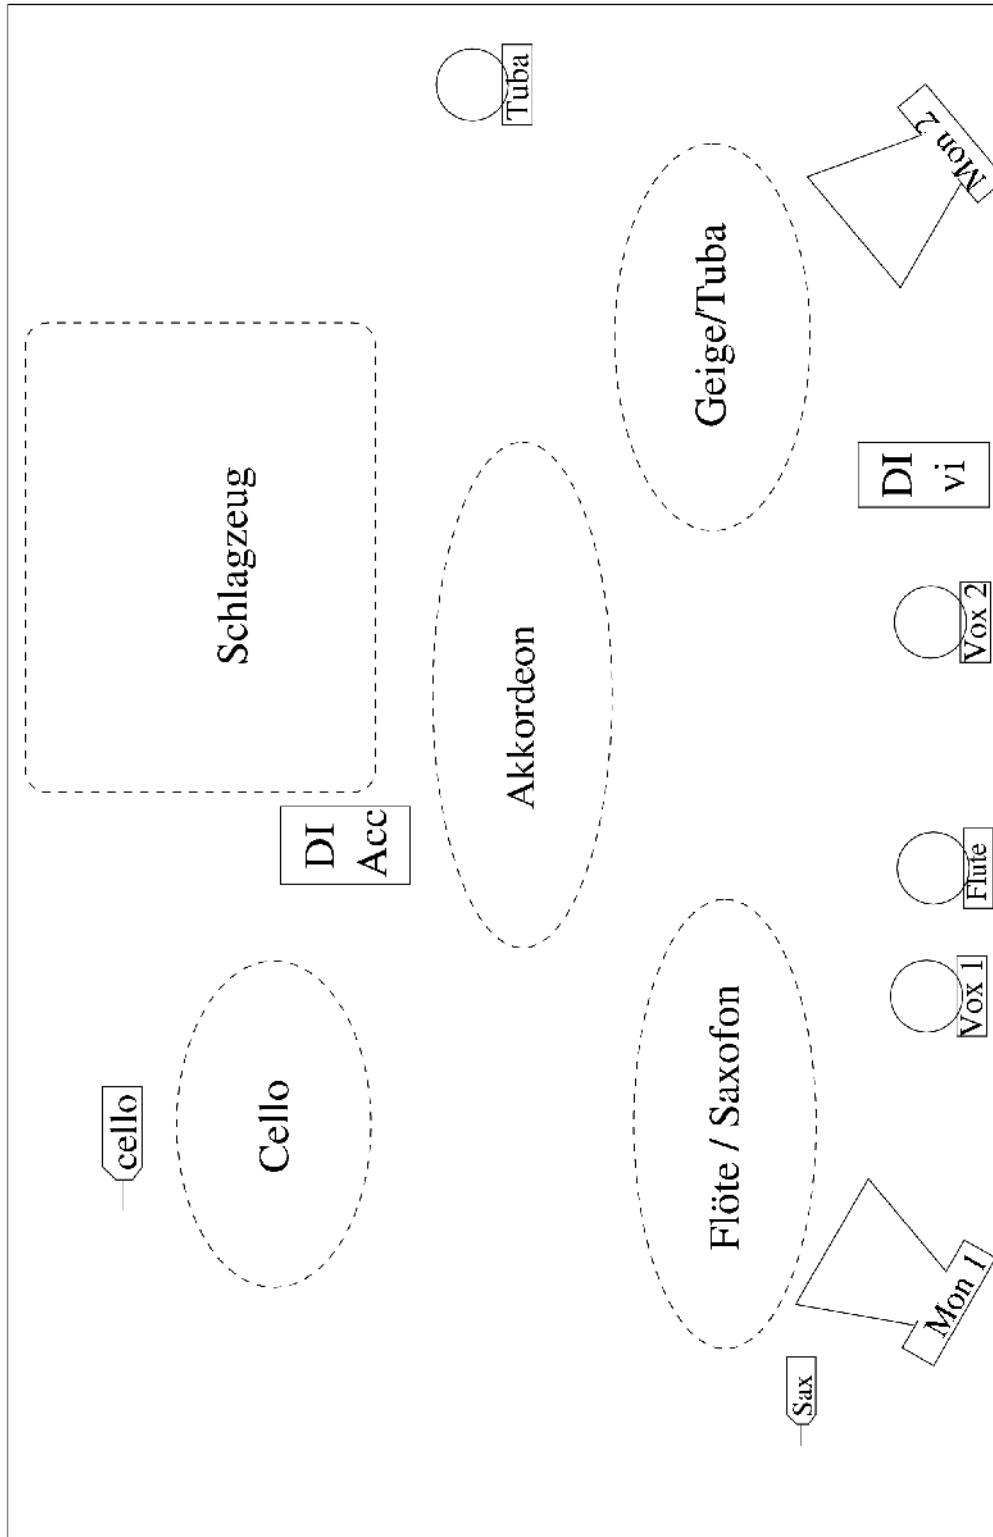 Tuba
Schlagzeug
cello
Cello
DI
Acc
Akkordeon
Geige/Tuba
Flöte / Saxofon
Sax
Mon 1
Vox 1
Flute
Vox 2
DI
vi
Mon 2